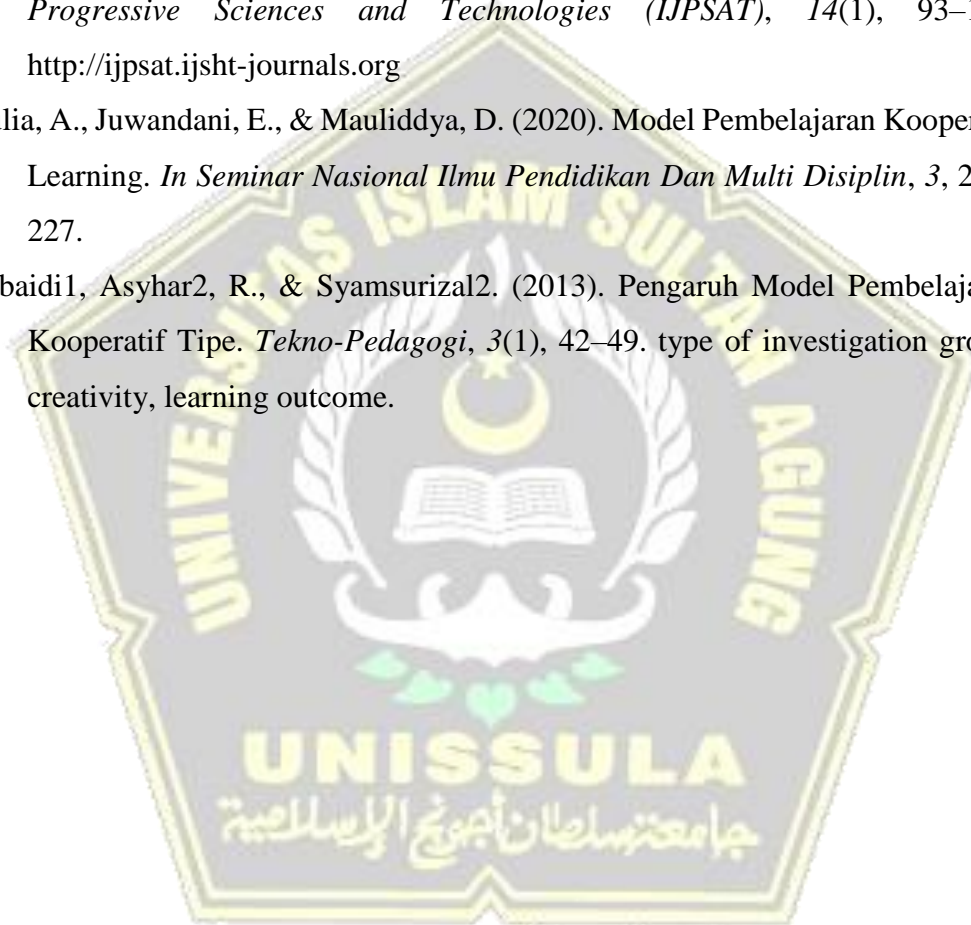 Progressive Sciences and Technologies (IJPSAT), 14(1), 93–1
http://ijpsat.ijsht-journals.org
ulia, A., Juwandani, E., & Mauliddya, D. (2020). Model Pembelajaran Kooper
Learning. In Seminar Nasional Ilmu Pendidikan Dan Multi Disiplin, 3, 2
227.
baidi1, Asyhar2, R., & Syamsurizal2. (2013). Pengaruh Model Pembelaja
Kooperatif Tipe. Tekno-Pedagogi, 3(1), 42–49. type of investigation gro
creativity, learning outcome.
UNIVERSITAS ISLAM SULTAN AGUNG
UNISSULA
جامعة سلطان أجونج الإسلامية